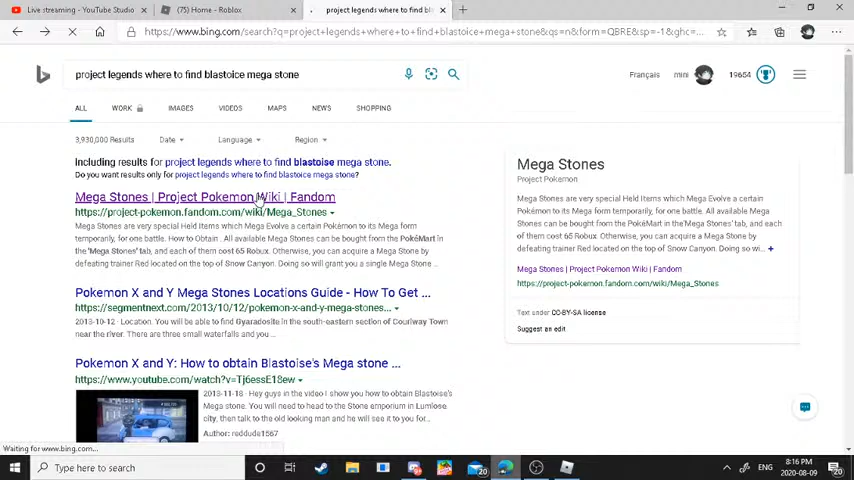 Live streaming - YouTube Studio
(75) Home - Roblox
project legends where to find bl
https://www.bing.com/search?q=project+legends+where+to+find+blastoice+mega+stone&qs=n&form=QBRE&sp=-1&ghc=...
project legends where to find blastoice mega stone
Français
mini
19684
ALL
WORK
IMAGES
VIDEOS
MAPS
NEWS
SHOPPING
3,930,000 Results
Date
Language
Region
Including results for project legends where to find blastoise mega stone.
Do you want results only for project legends where to find blastoice mega stone?
Mega Stones | Project Pokemon Wiki | Fandom
https://project-pokemon.fandom.com/wiki/Mega_Stones
Mega Stones are very special Held Items which Mega Evolve a certain Pokémon to its Mega form
temporarily, for one battle. How to Obtain . All available Mega Stones can be bought from the PokéMart in
the 'Mega Stones' tab, and each of them cost 65 Robux. Otherwise, you can acquire a Mega Stone by
defeating trainer Red located on the top of Snow Canyon. Doing so will grant you a single Mega Stone ..
Pokemon X and Y Mega Stones Locations Guide - How To Get ...
https://segmentnext.com/2013/10/12/pokemon-x-and-y-mega-stones...
2013-10-12 · Location. You will be able to find Gyaradosite in the south-eastern section of Couriway Town
near the river. There are three small waterfalls and you ...
Pokemon X and Y: How to obtain Blastoise's Mega stone ...
https://www.youtube.com/watch?v=Tj6essE18ew
2013-11-18 · Hey guys in the video I show you how to obtain Blastoise's
Mega stone. You will need to head to the Stone emporium in Lumiose
city, then talk to the old looking man and he will see it to you for...
Author: reddude1567
Mega Stones
Project Pokemon
Mega Stones are very special Held Items which Mega Evolve a
certain Pokémon to its Mega form temporarily, for one battle. All
available Mega Stones can be bought from the PokéMart in the
'Mega Stones' tab, and each of them cost 65 Robux. Otherwise, you
can acquire a Mega Stone by defeating trainer Red located on the
top of Snow Canyon. Doing so wi... +
Mega Stones | Project Pokemon Wiki | Fandom
https://project-pokemon.fandom.com/wiki/Mega_Stones
Text under CC-BY-SA license
Suggest an edit
Waiting for www.bing.com...
Type here to search
20
ENG
8:16 PM
2020-08-09
20